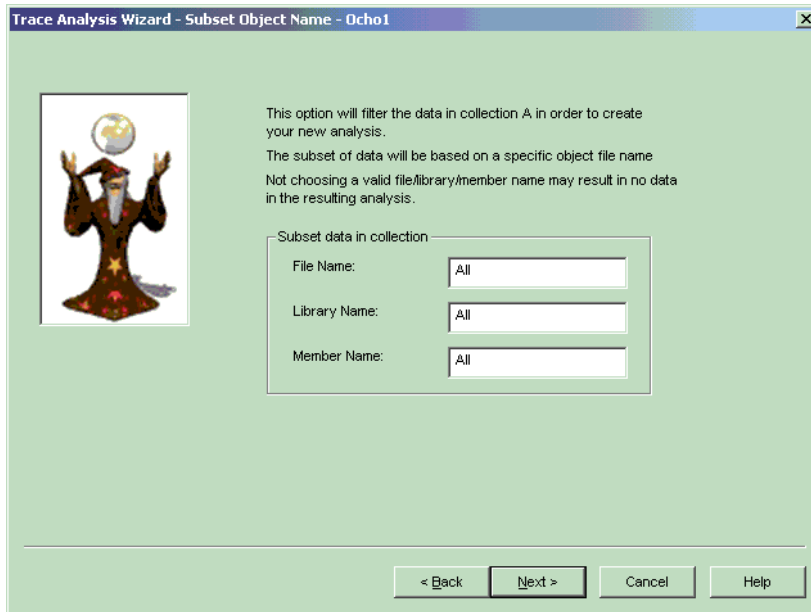 Trace Analysis Wizard - Subset Object Name - Ocho1
This option will filter the data in collection A in order to create
your new analysis.
The subset of data will be based on a specific object file name
Not choosing a valid file/library/member name may result in no data
in the resulting analysis.
Subset data in collection
File Name:
All
Library Name:
All
Member Name:
All
< Back
Next >
Cancel
Help